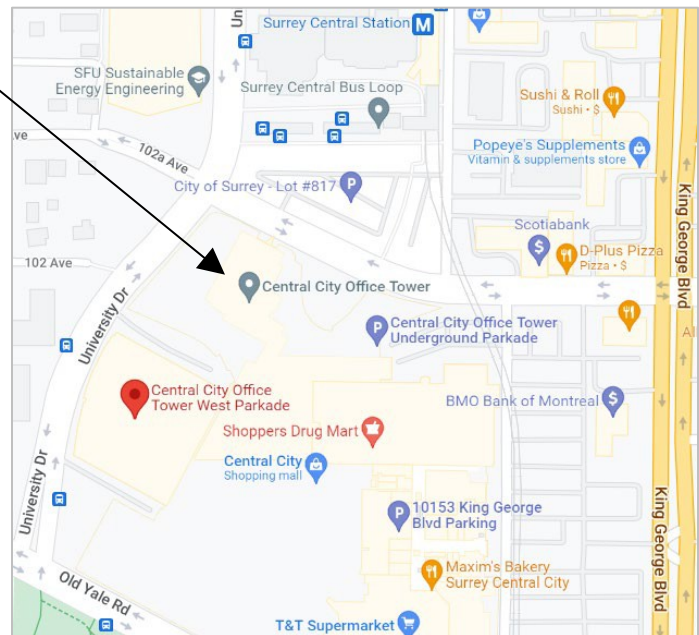 Un
Surrey Central Station
M
SFU Sustainable
Energy Engineering
Surrey Central Bus Loop
Sushi & Roll
Sushi • $
ve
102a Ave
Popeye's Supplements
Vitamin & supplements store
City of Surrey - Lot #817
P
Scotiabank
$
King George Blvd
D-Plus Pizza
Pizza • $
102 Ave
Central City Office Tower
University Dr
P
Central City Office Tower
Underground Parkade
Al
Central City Office
Tower West Parkade
BMO Bank of Montreal
$
Shoppers Drug Mart
Central City
Shopping mall
University Dr
P
10153 King George
Blvd Parking
King George Blvd
Maxim's Bakery
Surrey Central City
Old Yale Rd
T&T Supermarket